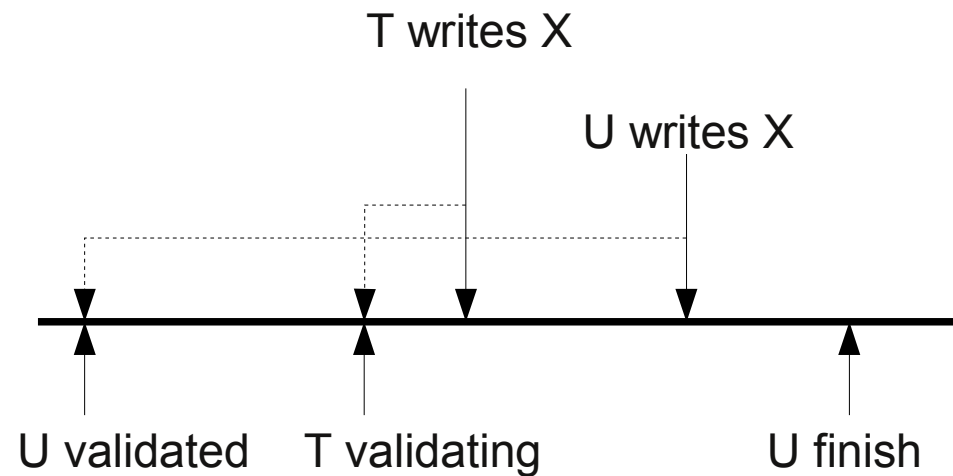 T writes X
U writes X
U validated
T validating
U finish